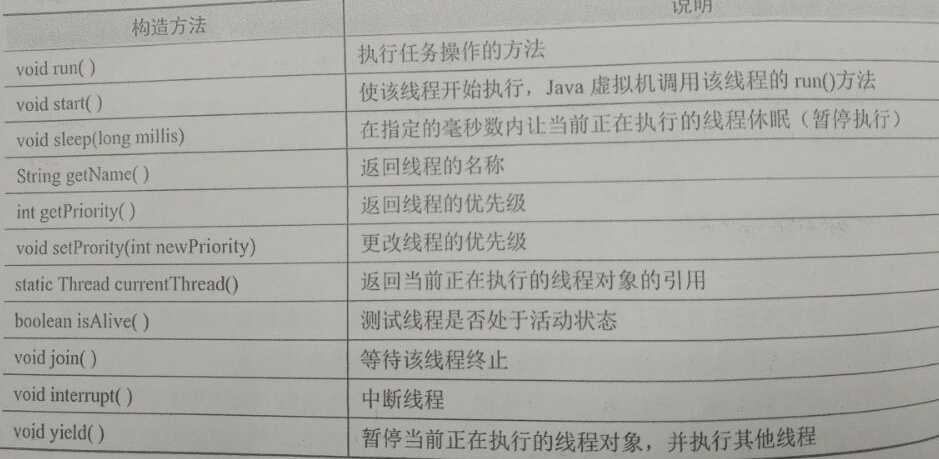 构造方法 说明
void run( ) 执行任务操作的方法
void start( ) 使该线程开始执行，Java 虚拟机调用该线程的 run()方法
void sleep(long millis) 在指定的毫秒数内让当前正在执行的线程休眠（暂停执行）
String getName( ) 返回线程的名称
int getPriority( ) 返回线程的优先级
void setPrority(int newPriority) 更改线程的优先级
static Thread currentThread() 返回当前正在执行的线程对象的引用
boolean isAlive( ) 测试线程是否处于活动状态
void join( ) 等待该线程终止
void interrupt( ) 中断线程
void yield( ) 暂停当前正在执行的线程对象，并执行其他线程